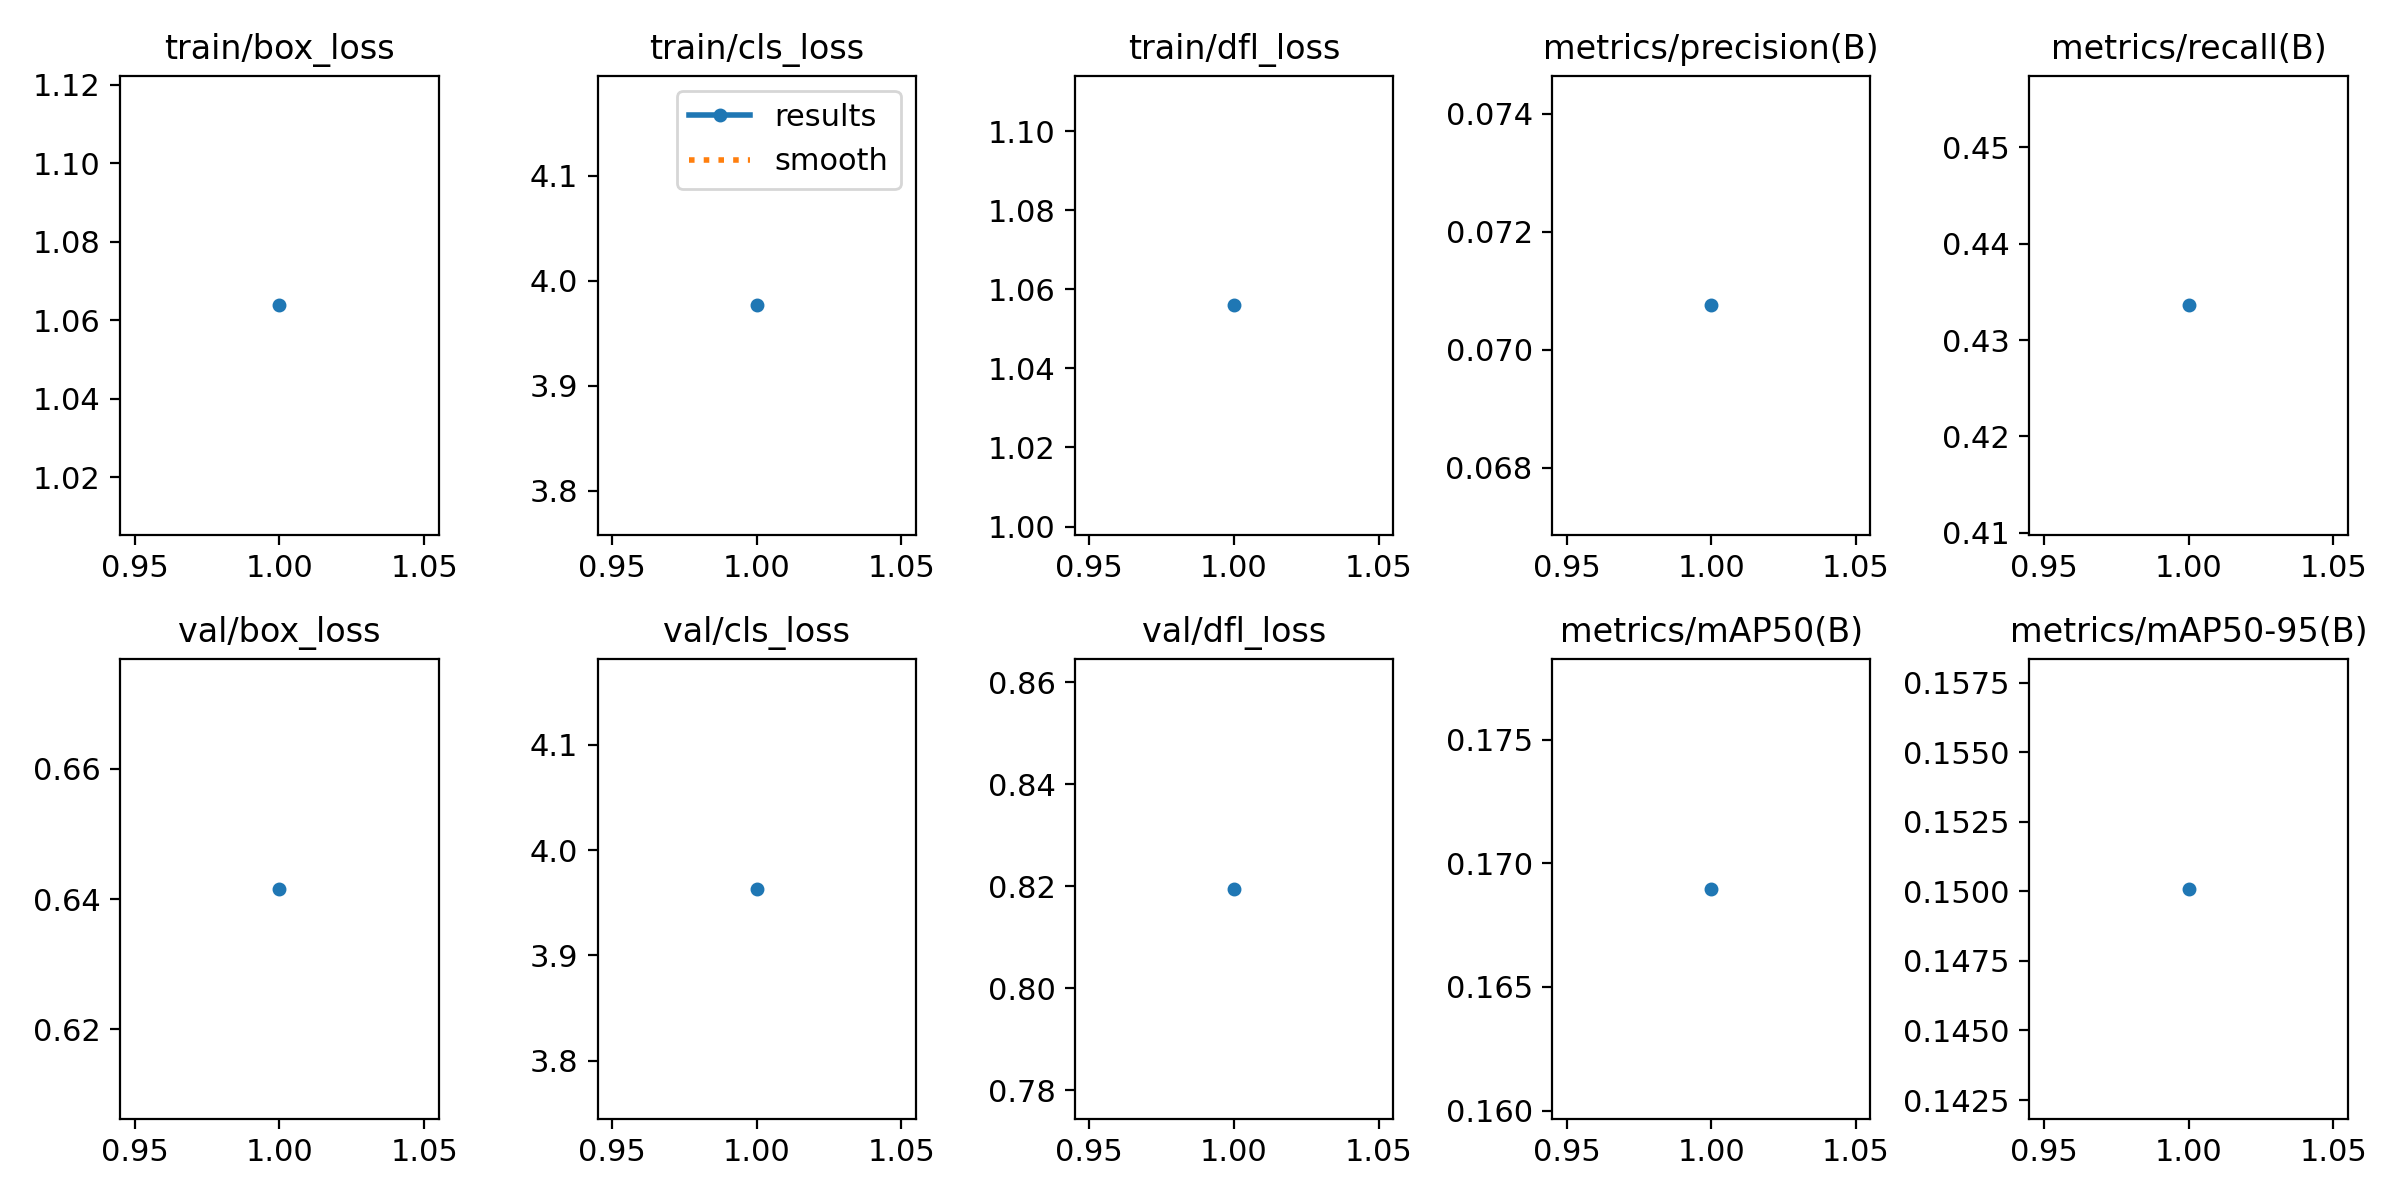 train/box_loss
1.12
1.10
1.08
1.06
1.04
1.02
0.95 1.00 1.05
train/cls_loss
results
smooth
4.1
4.0
3.9
3.8
0.95 1.00 1.05
train/dfl_loss
1.10
1.08
1.06
1.04
1.02
1.00
0.95 1.00 1.05
metrics/precision(B)
0.074
0.072
0.070
0.068
0.95 1.00 1.05
metrics/recall(B)
0.45
0.44
0.43
0.42
0.41
0.95 1.00 1.05
val/box_loss
0.66
0.64
0.62
0.95 1.00 1.05
val/cls_loss
4.1
4.0
3.9
3.8
0.95 1.00 1.05
val/dfl_loss
0.86
0.84
0.82
0.80
0.78
0.95 1.00 1.05
metrics/mAP50(B)
0.175
0.170
0.165
0.160
0.95 1.00 1.05
metrics/mAP50-95(B)
0.1575
0.1550
0.1525
0.1500
0.1475
0.1450
0.1425
0.95 1.00 1.05